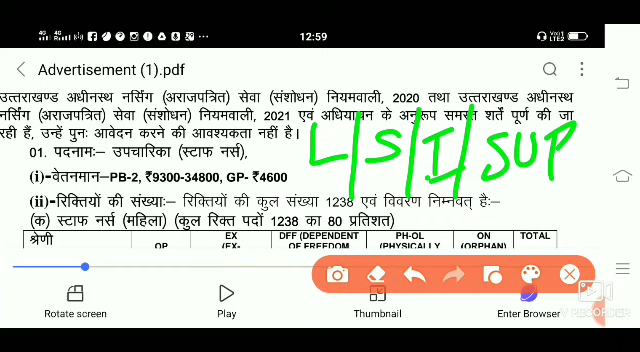 12:59
Advertisement (1).pdf
उत्तराखण्ड अधीनस्थ नर्सिंग (अराजपत्रित) सेवा (संशोधन) नियमवाली, 2020 तथा उत्तराखण्ड अधीनस्थ
नर्सिंग (अराजपत्रित) सेवा (संशोधन) नियमवाली, 2021 एवं अधियाचन के अनुरूप समस्त शर्तें पूर्ण की जा
रही हैं, उन्हें पुनः आवेदन करने की आवश्यकता नहीं है।
01. पदनामः- उपचारिका (स्टाफ नर्स),
L/S/I/SUP
(i)-वेतनमान– PB-2, ₹9300-34800, GP- ₹4600
(ii)-रिक्तियों की संख्याः– रिक्तियों की कुल संख्या 1238 एवं विवरण निम्नवत् हैः-
(क) स्टाफ नर्स (महिला) (कुल रिक्त पदों 1238 का 80 प्रतिशत)
श्रेणी OP EX (EX- DFF (DEPENDENT OF FREEDOM PH-OL (PHYSICALLY ON (ORPHAN) TOTAL
Rotate screen Play Thumbnail Enter Browser
V RECORDER